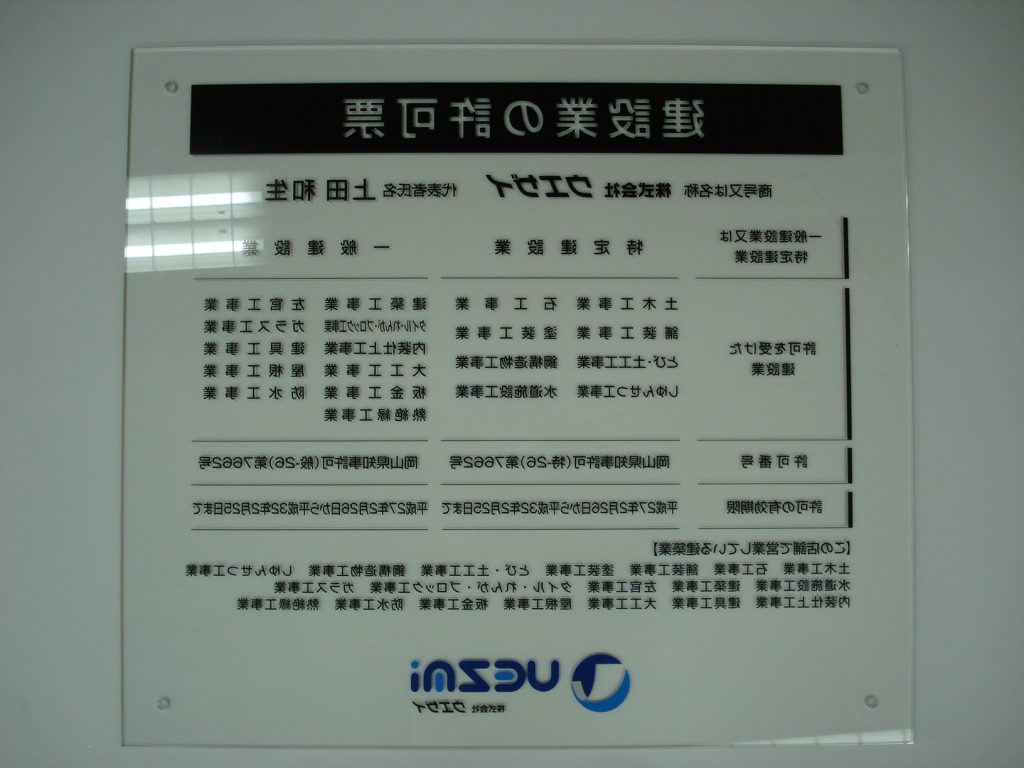 建設業の許可票
商号又は名称 株式会社 ウエザイ 代表者氏名 上田 和生
一般建設業又は
特定建設業
特定建設業 一般建設業
許可を受けた
建設業
土木工事業 石工事業
舗装工事業 塗装工事業
とび・土工工事業 鋼構造物工事業
しゅんせつ工事業 水道施設工事業
建築工事業 左官工事業
タイル・れんが・ブロック工事業 ガラス工事業
内装仕上工事業 建具工事業
大工工事業 屋根工事業
板金工事業 防水工事業
熱絶縁工事業
許可番号 岡山県知事許可(特-26)第7662号 岡山県知事許可(般-26)第7662号
許可の有効期限 平成27年2月26日から平成32年2月25日まで 平成27年2月26日から平成32年2月25日まで
【この店舗で営業している建築業】
土木工事業 石工事業 舗装工事業 塗装工事業 とび・土工工事業 鋼構造物工事業 しゅんせつ工事業
水道施設工事業 建築工事業 左官工事業 タイル・れんが・ブロック工事業 ガラス工事業
内装仕上工事業 建具工事業 大工工事業 屋根工事業 板金工事業 防水工事業 熱絶縁工事業
UEZMi
株式会社 ウエザイ